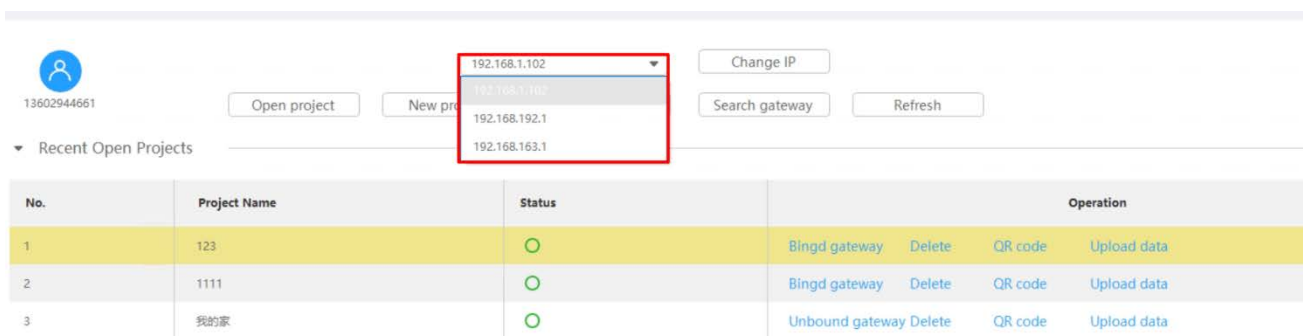 192.168.1.102 Change IP
192.168.1.102
13602944661 Open project New pro Search gateway Refresh
192.168.192.1
192.168.163.1
Recent Open Projects
No. Project Name Status Operation
1 123 Bingd gateway Delete QR code Upload data
2 1111 Bingd gateway Delete QR code Upload data
3 我的家 Unbound gateway Delete QR code Upload data